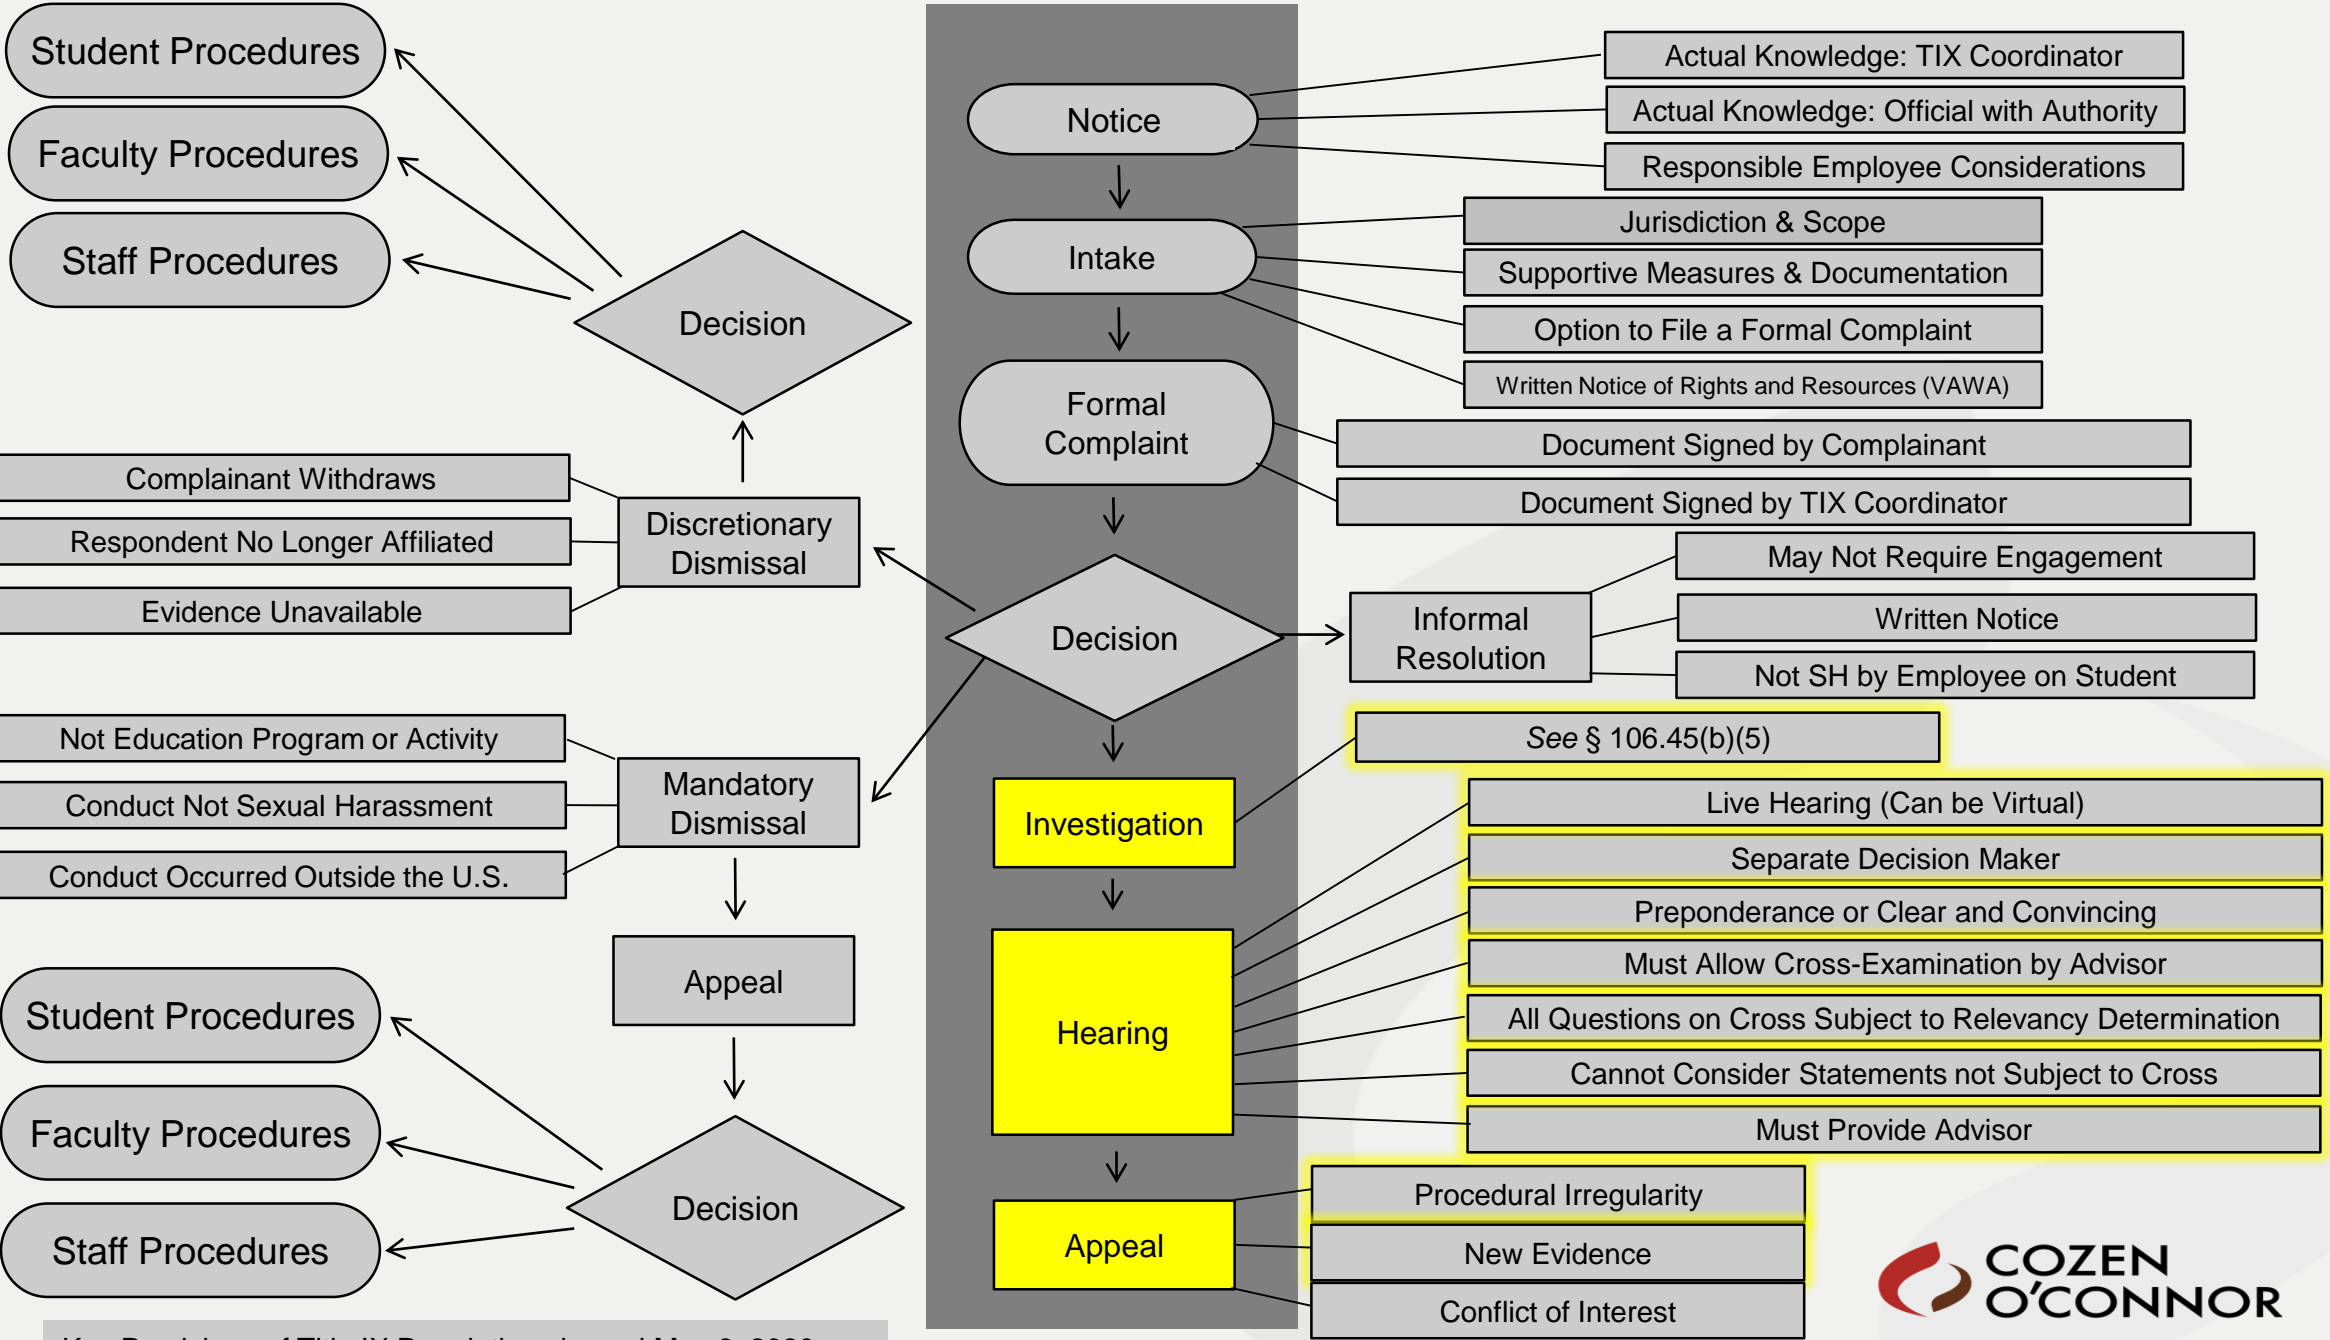 Student Procedures
Faculty Procedures
Staff Procedures
Decision
Complainant Withdraws
Respondent No Longer Affiliated
Evidence Unavailable
Discretionary
Dismissal
Not Education Program or Activity
Conduct Not Sexual Harassment
Conduct Occurred Outside the U.S.
Mandatory
Dismissal
Appeal
Student Procedures
Faculty Procedures
Staff Procedures
Decision
Notice
Actual Knowledge: TIX Coordinator
Actual Knowledge: Official with Authority
Responsible Employee Considerations
Intake
Jurisdiction & Scope
Supportive Measures & Documentation
Option to File a Formal Complaint
Written Notice of Rights and Resources (VAWA)
Formal
Complaint
Document Signed by Complainant
Document Signed by TIX Coordinator
Decision
Informal
Resolution
May Not Require Engagement
Written Notice
Not SH by Employee on Student
Investigation
See § 106.45(b)(5)
Hearing
Live Hearing (Can be Virtual)
Separate Decision Maker
Preponderance or Clear and Convincing
Must Allow Cross-Examination by Advisor
All Questions on Cross Subject to Relevancy Determination
Cannot Consider Statements not Subject to Cross
Must Provide Advisor
Appeal
Procedural Irregularity
New Evidence
Conflict of Interest
COZEN
O'CONNOR